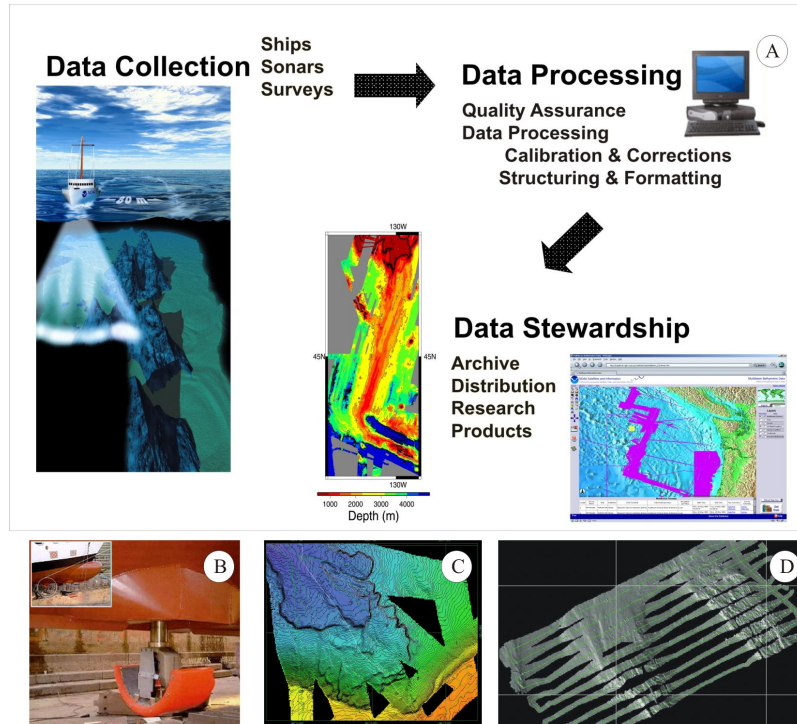 Data Collection
Ships
Sonars
Surveys
A
Data Processing
Quality Assurance
Data Processing
Calibration & Corrections
Structuring & Formatting
80 m
130W
45N
45N
130W
1000 2000 3000 4000
Depth (m)
Data Stewardship
Archive
Distribution
Research
Products
B
C
D